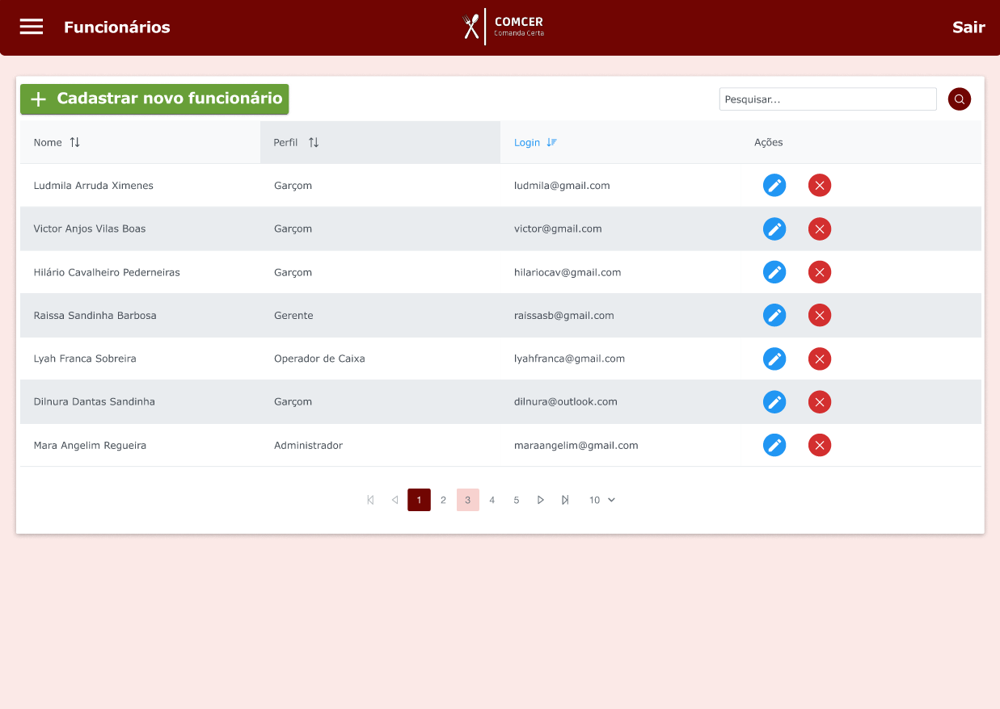 Funcionários
COMCER
Comanda Certa
Sair
Cadastrar novo funcionário
Pesquisar...
Nome Perfil Login Ações
Ludmila Arruda Ximenes Garçom ludmila@gmail.com
Victor Anjos Vilas Boas Garçom victor@gmail.com
Hilário Cavalheiro Pederneiras Garçom hilariocav@gmail.com
Raissa Sandinha Barbosa Gerente raissasb@gmail.com
Lyah Franca Sobreira Operador de Caixa lyahfranca@gmail.com
Dilnura Dantas Sandinha Garçom dilnura@outlook.com
Mara Angelim Regueira Administrador maraangelim@gmail.com
1 2 3 4 5 10